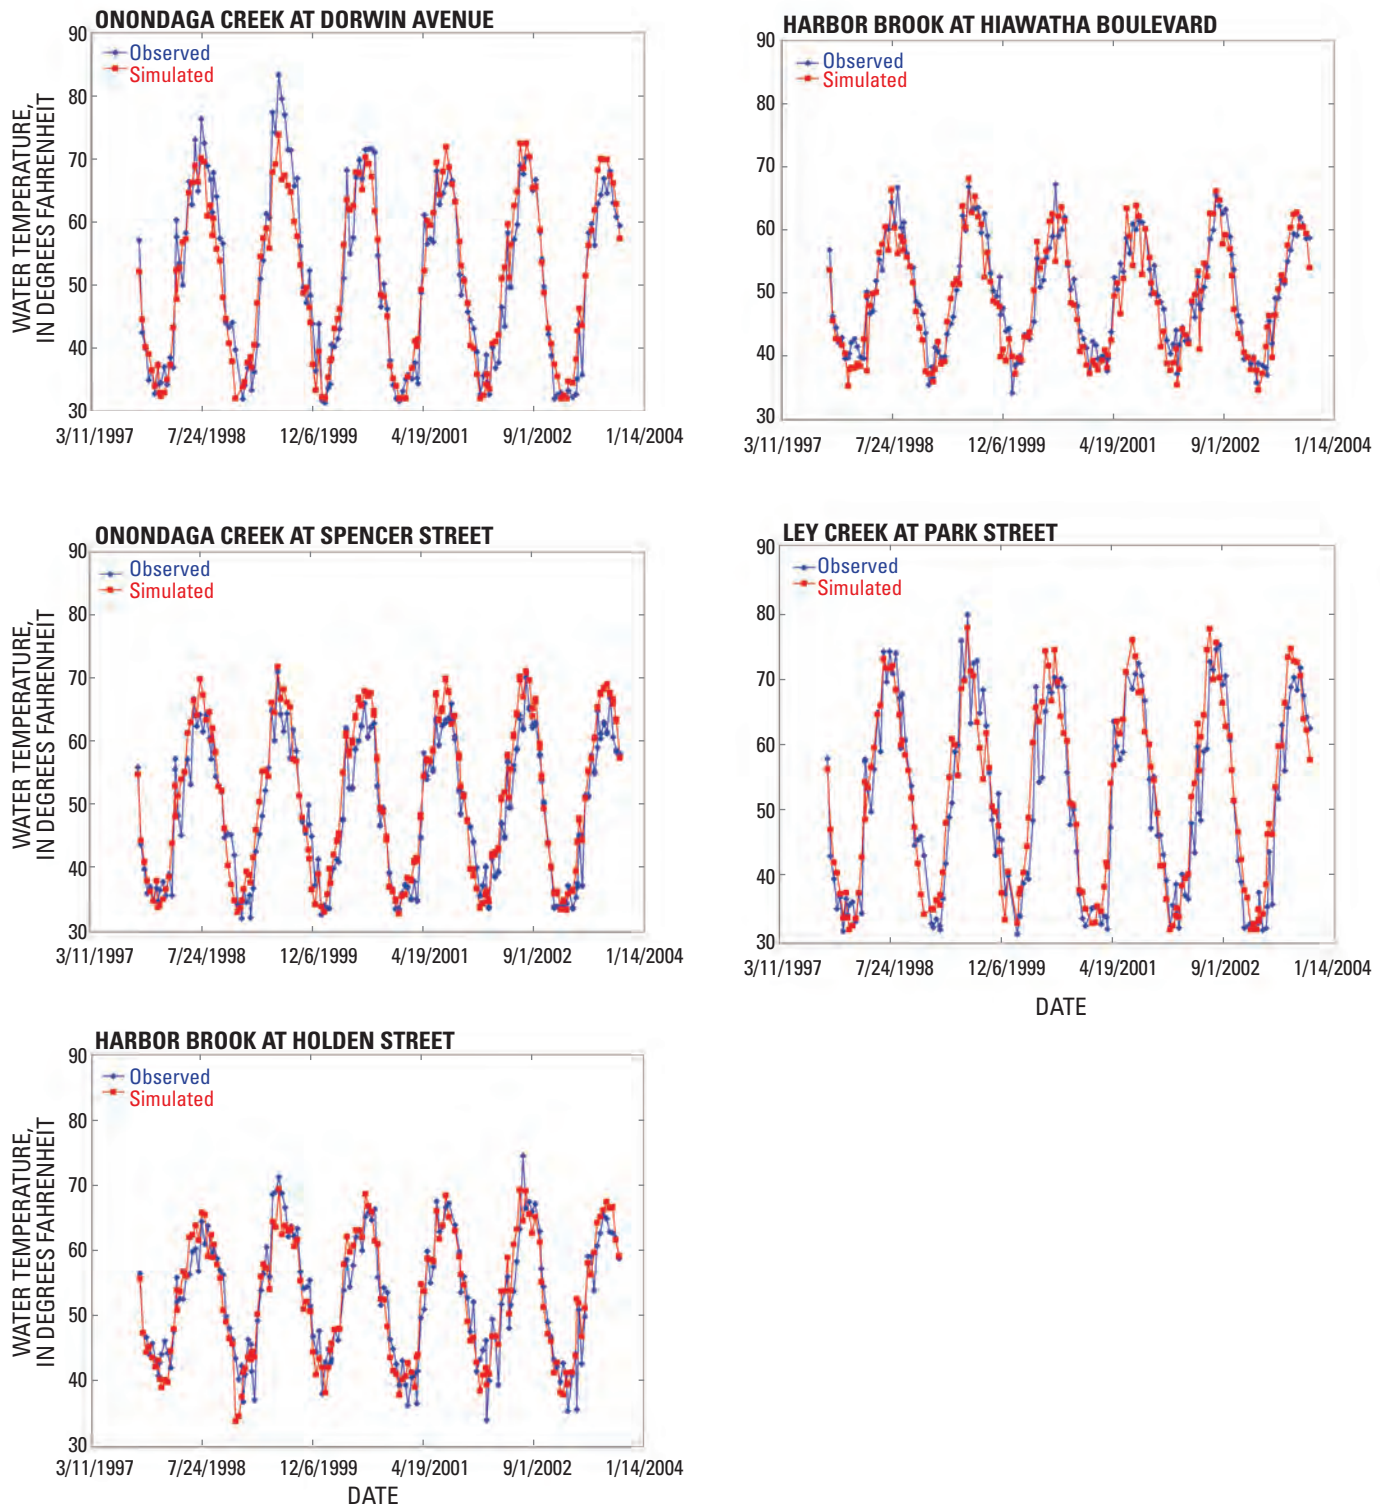 ONONDAGA CREEK AT DORWIN AVENUE
90
80
70
60
50
40
30
WATER TEMPERATURE,
IN DEGREES FAHRENHEIT
Observed
Simulated
3/11/1997 7/24/1998 12/6/1999 4/19/2001 9/1/2002 1/14/2004
HARBOR BROOK AT HIAWATHA BOULEVARD
90
80
70
60
50
40
30
Observed
Simulated
3/11/1997 7/24/1998 12/6/1999 4/19/2001 9/1/2002 1/14/2004
ONONDAGA CREEK AT SPENCER STREET
90
80
70
60
50
40
30
WATER TEMPERATURE,
IN DEGREES FAHRENHEIT
Observed
Simulated
3/11/1997 7/24/1998 12/6/1999 4/19/2001 9/1/2002 1/14/2004
LEY CREEK AT PARK STREET
90
80
70
60
50
40
30
Observed
Simulated
3/11/1997 7/24/1998 12/6/1999 4/19/2001 9/1/2002 1/14/2004
DATE
HARBOR BROOK AT HOLDEN STREET
90
80
70
60
50
40
30
WATER TEMPERATURE,
IN DEGREES FAHRENHEIT
Observed
Simulated
3/11/1997 7/24/1998 12/6/1999 4/19/2001 9/1/2002 1/14/2004
DATE